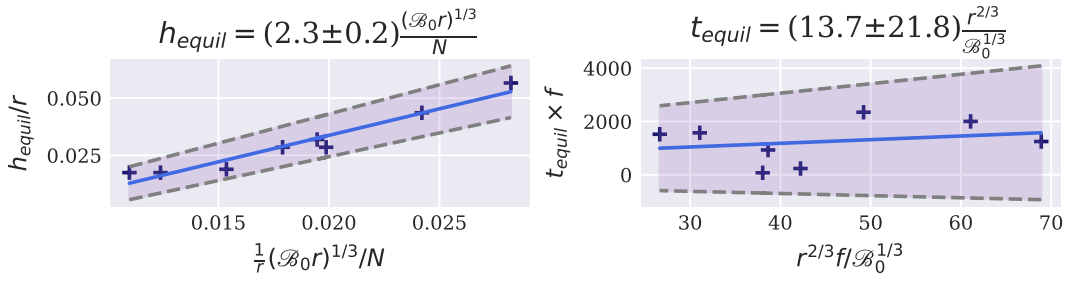 h_equil = (2.3±0.2) (ℬ₀r)^1/3 / N
h_equil/r
0.050
0.025
0.015 0.020 0.025
1/r (ℬ₀r)^1/3/N
t_equil = (13.7±21.8) r^2/3 / ℬ₀^1/3
t_equil × f
4000
2000
0
30 40 50 60 70
r^2/3 f/ℬ₀^1/3